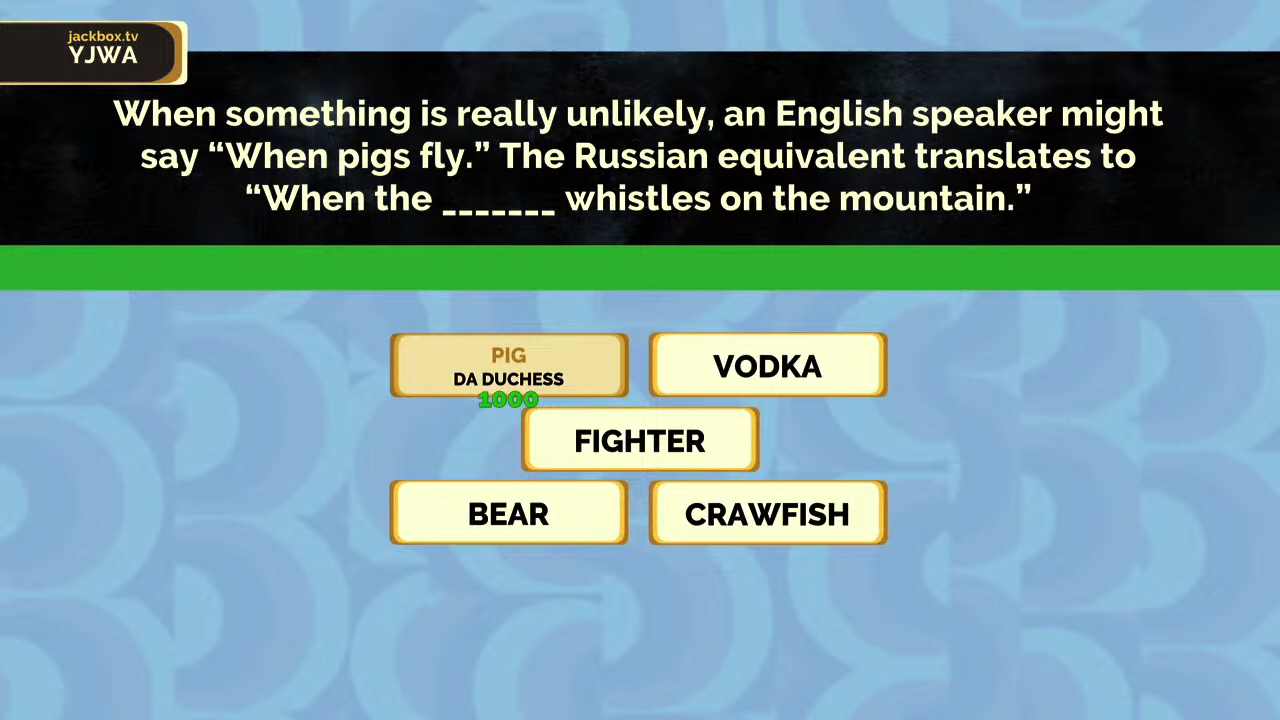 jackbox.tv
YJWA
When something is really unlikely, an English speaker might
say “When pigs fly.” The Russian equivalent translates to
“When the _______ whistles on the mountain.”
PIG
DA DUCHESS
1000
VODKA
FIGHTER
BEAR
CRAWFISH